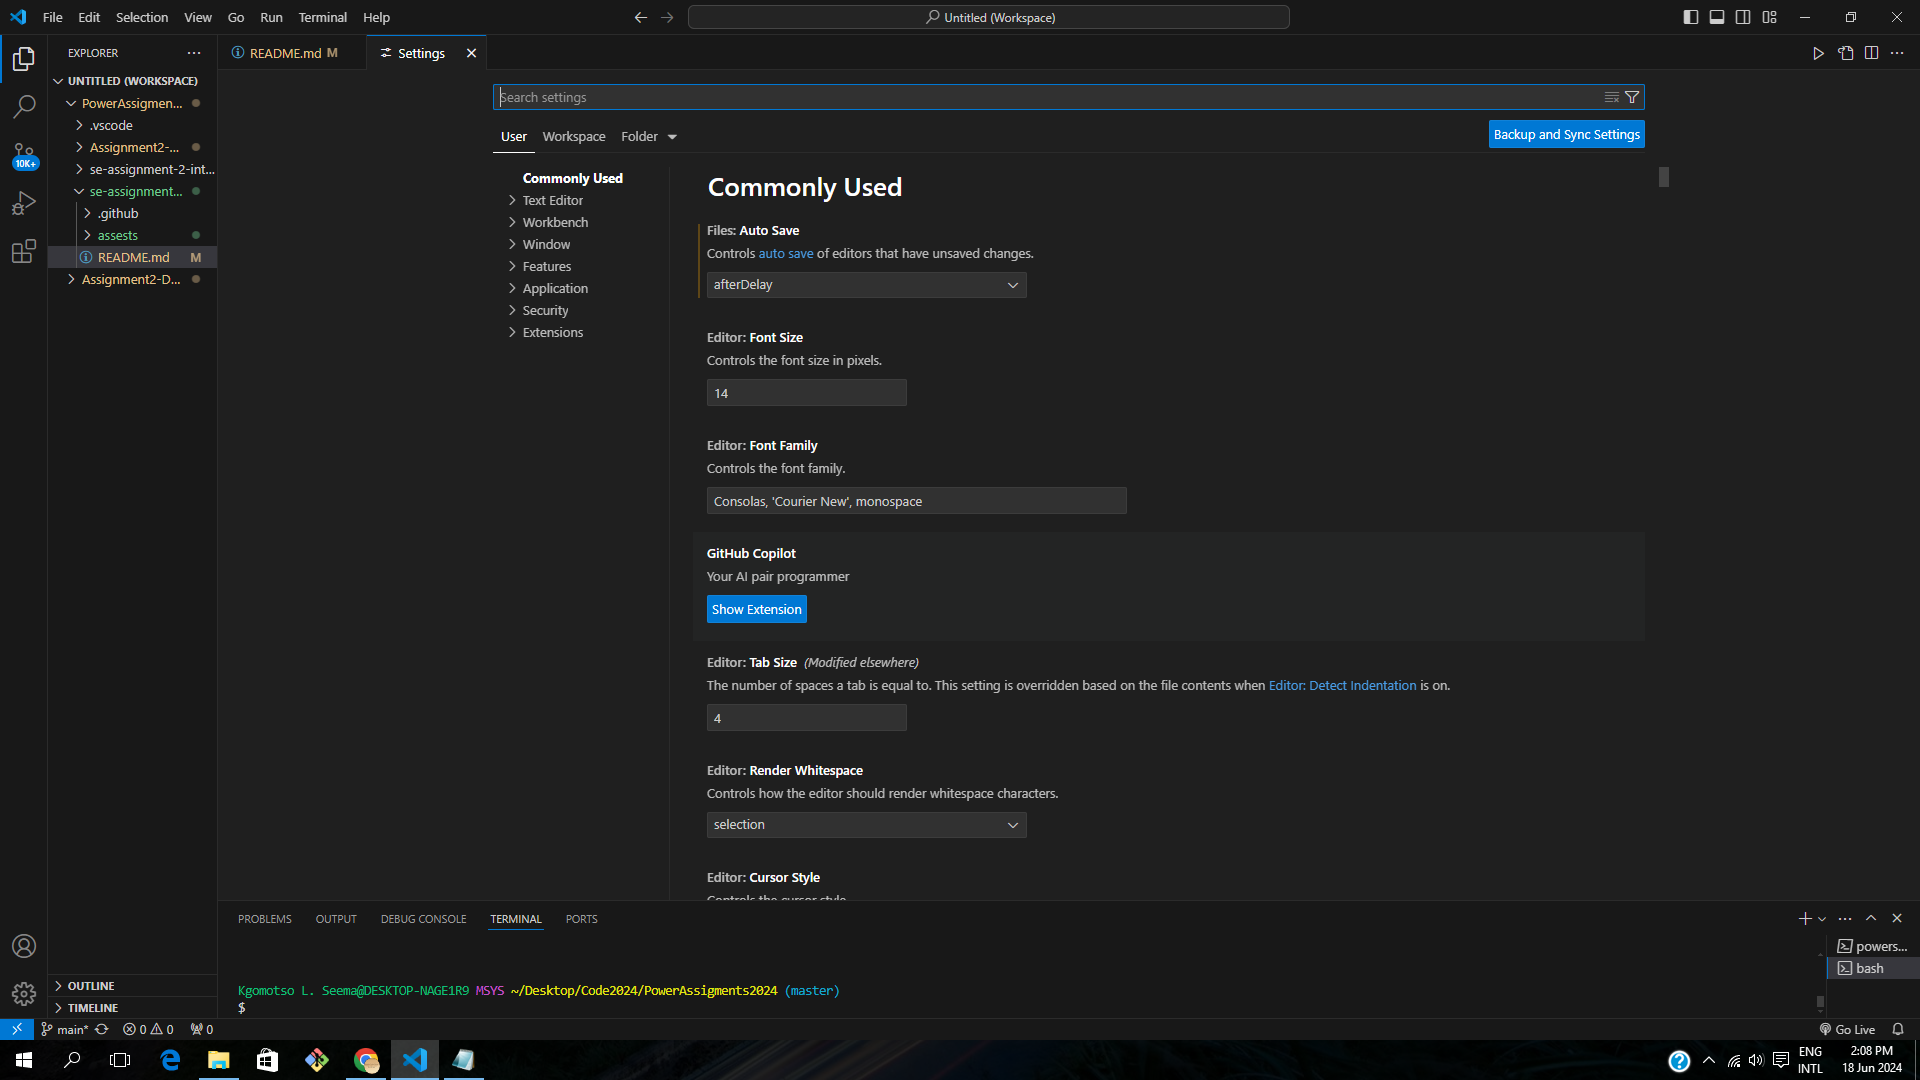 File Edit Selection View Go Run Terminal Help
Untitled (Workspace)
EXPLORER
README.md M
Settings
UNTITLED (WORKSPACE)
PowerAssigmen...
.vscode
Assignment2-...
se-assignment-2-int...
se-assignment...
.github
assests
README.md M
Assignment2-D...
10K+
OUTLINE
TIMELINE
Search settings
User Workspace Folder
Backup and Sync Settings
Commonly Used
Text Editor
Workbench
Window
Features
Application
Security
Extensions
Commonly Used
Files: Auto Save
Controls auto save of editors that have unsaved changes.
afterDelay
Editor: Font Size
Controls the font size in pixels.
14
Editor: Font Family
Controls the font family.
Consolas, 'Courier New', monospace
GitHub Copilot
Your AI pair programmer
Show Extension
Editor: Tab Size (Modified elsewhere)
The number of spaces a tab is equal to. This setting is overridden based on the file contents when Editor: Detect Indentation is on.
4
Editor: Render Whitespace
Controls how the editor should render whitespace characters.
selection
Editor: Cursor Style
Controls the cursor style.
PROBLEMS OUTPUT DEBUG CONSOLE TERMINAL PORTS
powers...
bash
Kgomotso L. Seema@DESKTOP-NAGE1R9 MSYS ~/Desktop/Code2024/PowerAssigments2024 (master)
$
main* 0 0 0
Go Live
ENG
INTL
2:08 PM
18 Jun 2024